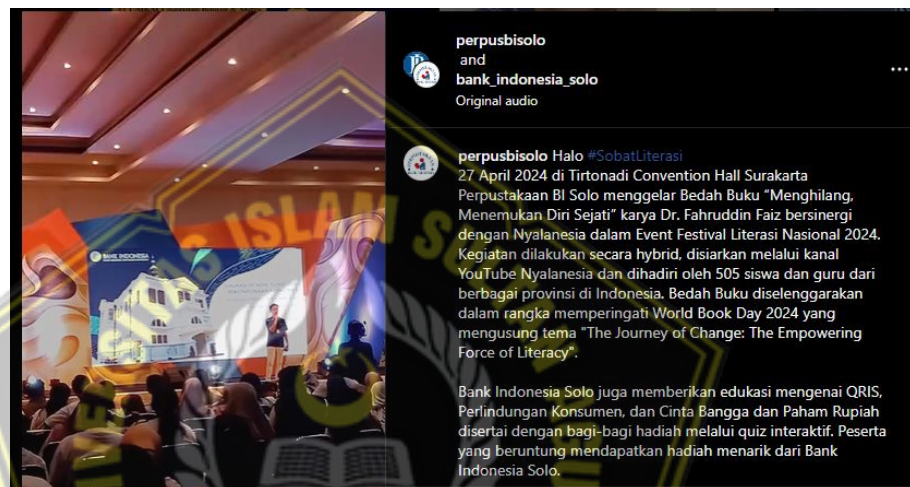 perpusbisolo
and
bank_indonesia_solo
Original audio
perpusbisolo Halo #SobatLiterasi
27 April 2024 di Tirtonadi Convention Hall Surakarta
Perpustakaan BI Solo menggelar Bedah Buku “Menghilang,
Menemukan Diri Sejati” karya Dr. Fahruddin Faiz bersinergi
dengan Nyalanesia dalam Event Festival Literasi Nasional 2024.
Kegiatan dilakukan secara hybrid, disiarkan melalui kanal
YouTube Nyalanesia dan dihadiri oleh 505 siswa dan guru dari
berbagai provinsi di Indonesia. Bedah Buku diselenggarakan
dalam rangka memperingati World Book Day 2024 yang
mengusung tema "The Journey of Change: The Empowering
Force of Literacy".
Bank Indonesia Solo juga memberikan edukasi mengenai QRIS,
Perlindungan Konsumen, dan Cinta Bangga dan Paham Rupiah
disertai dengan bagi-bagi hadiah melalui quiz interaktif. Peserta
yang beruntung mendapatkan hadiah menarik dari Bank
Indonesia Solo.
BANK INDONESIA
ISLAM